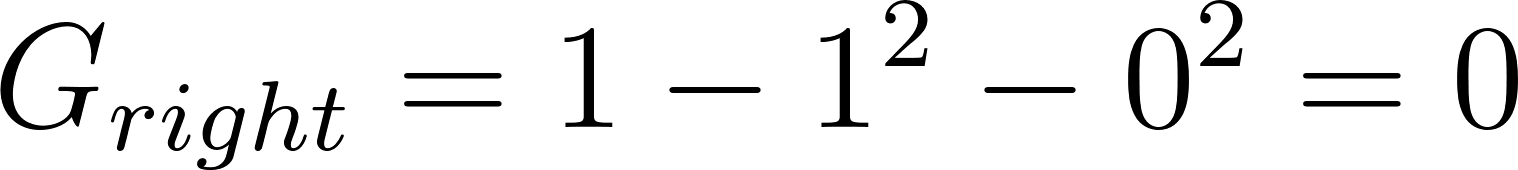 $G_{right} = 1 - 1^2 - 0^2 = 0$